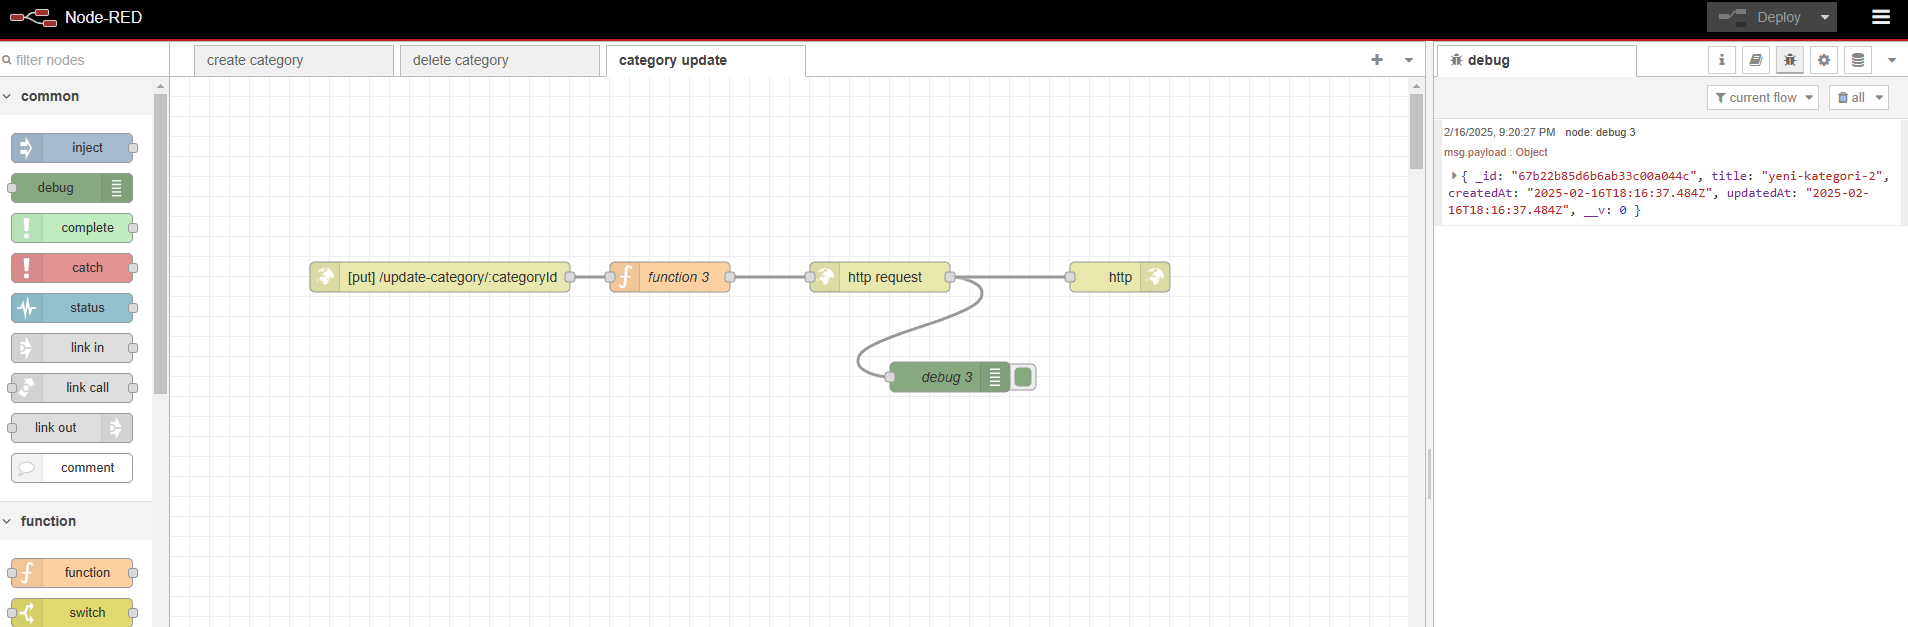 Node-RED
Deploy
filter nodes
create category
delete category
category update
debug
common
current flow
all
inject
debug
complete
catch
status
link in
link call
link out
comment
function
function
switch
[put] /update-category/:categoryId
function 3
http request
http
debug 3
2/16/2025, 9:20:27 PM node: debug 3
msg.payload : Object
{ _id: "67b22b85d6b6ab33c00a044c", title: "yeni-kategori-2",
createdAt: "2025-02-16T18:16:37.484Z", updatedAt: "2025-02-
16T18:16:37.484Z", __v: 0 }